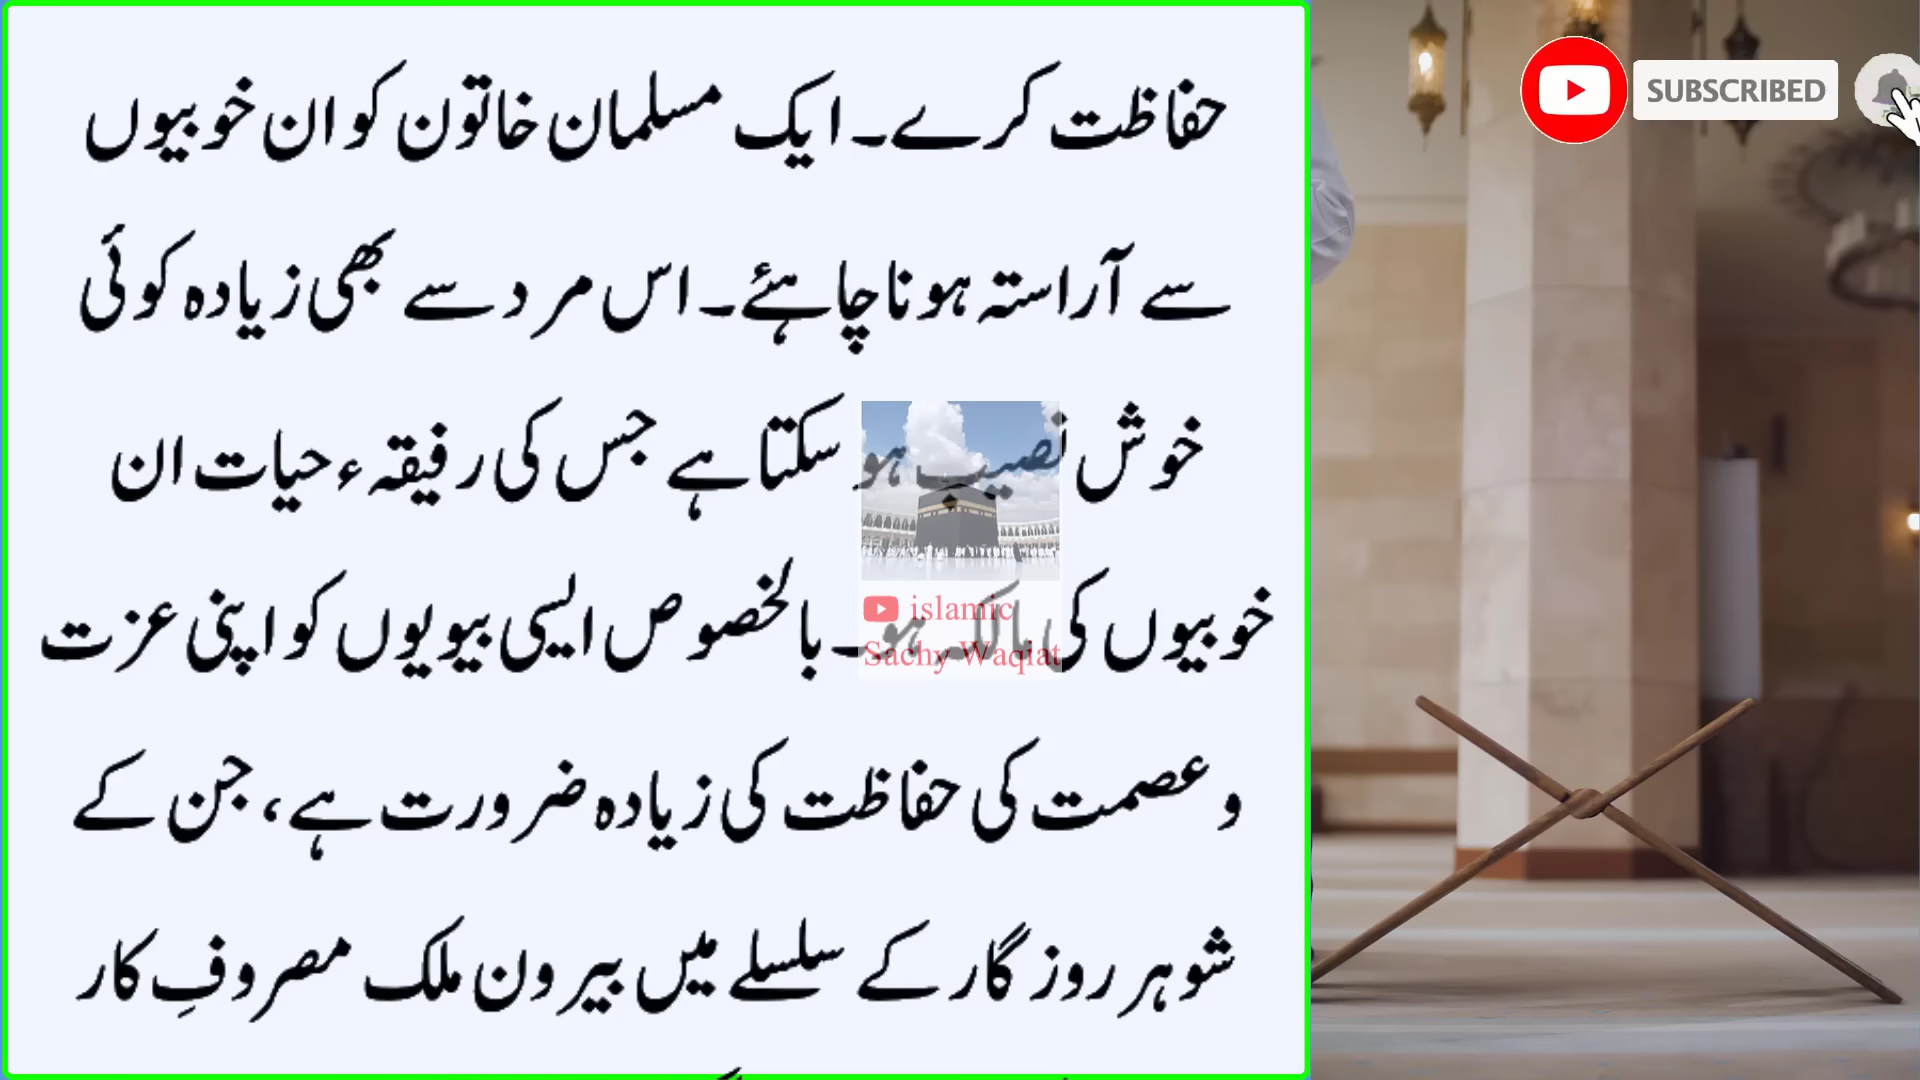 حفاظت کرے۔ ایک مسلمان خاتون کو ان خوبیوں
سے آراستہ ہونا چاہئے۔ اس مرد سے بھی زیادہ کوئی
خوش نصیب ہو سکتا ہے جس کی رفیقہء حیات ان
خوبیوں کی مالکہ ہو۔ بالخصوص ایسی بیویوں کو اپنی عزت
و عصمت کی حفاظت کی زیادہ ضرورت ہے، جن کے
شوہر روزگار کے سلسلے میں بیرون ملک مصروفِ کار
SUBSCRIBED
islamic
Sachy Waqiat